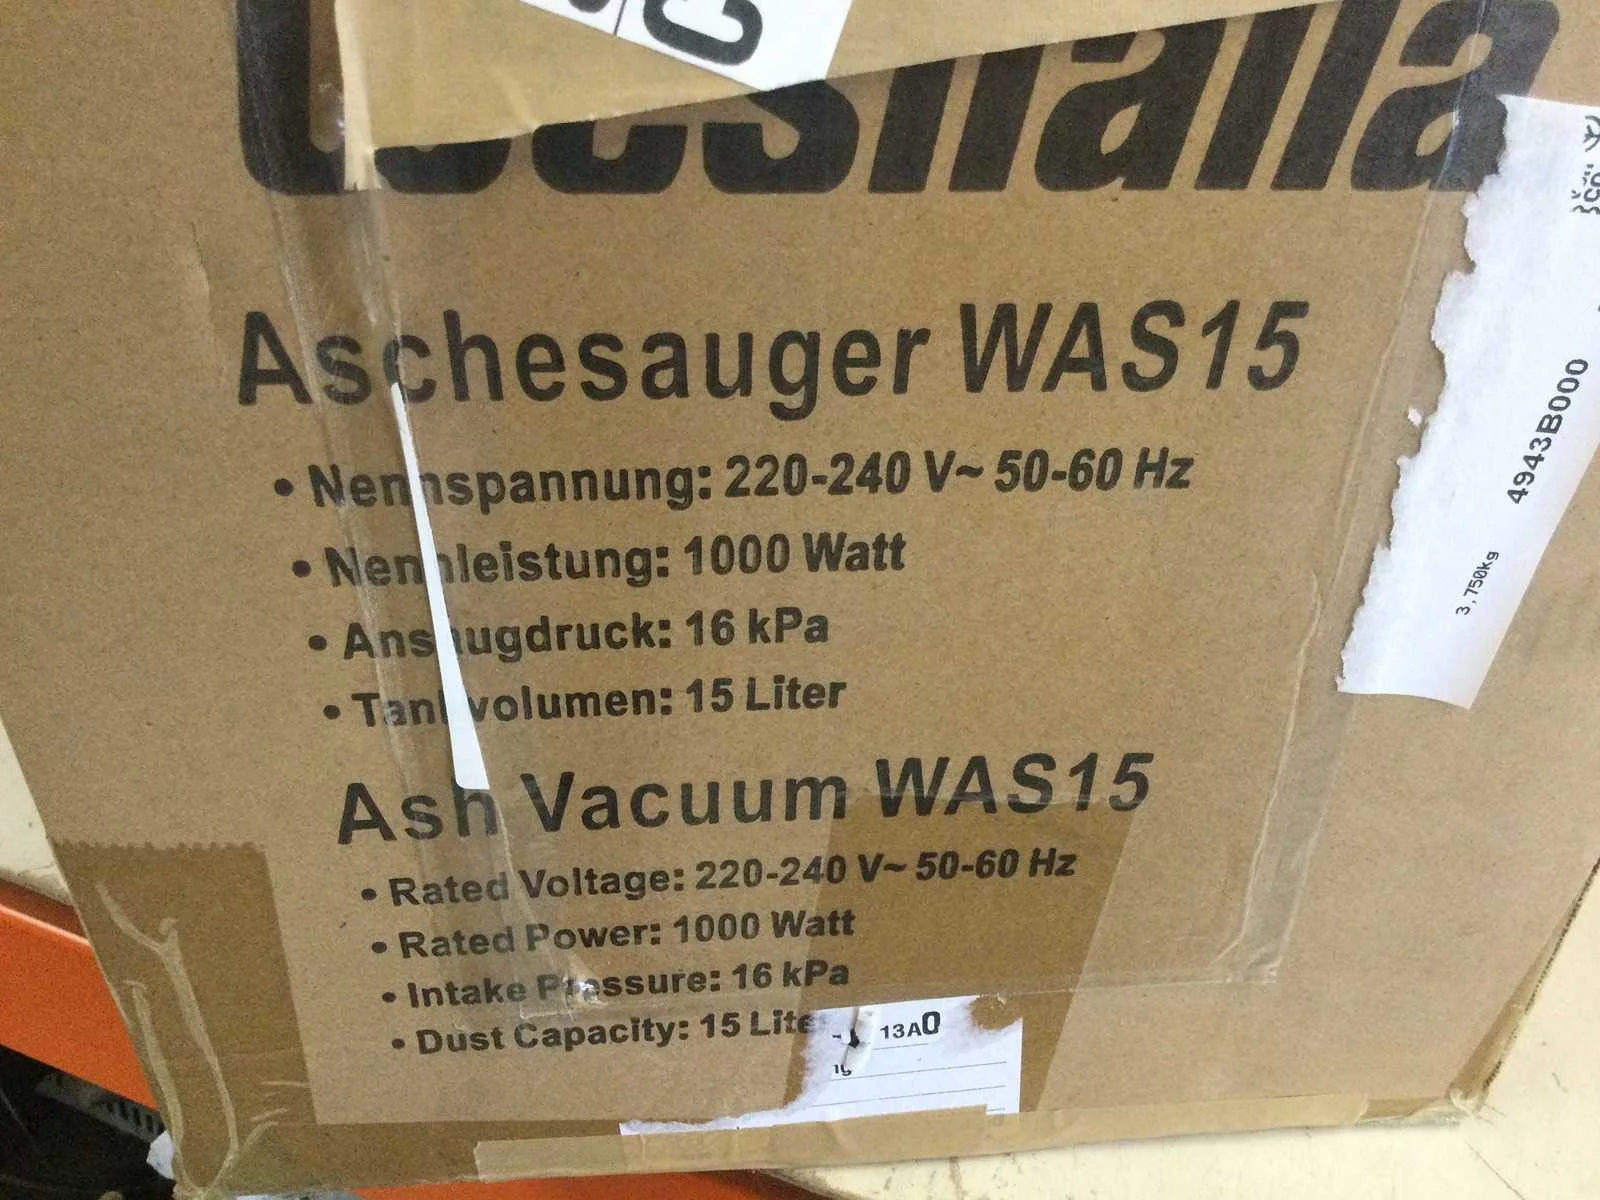 Aschesauger WAS15
• Nennspannung: 220-240 V~ 50-60 Hz
• Nennleistung: 1000 Watt
• Ansaugdruck: 16 kPa
• Tankvolumen: 15 Liter
Ash Vacuum WAS15
• Rated Voltage: 220-240 V~ 50-60 Hz
• Rated Power: 1000 Watt
• Intake Pressure: 16 kPa
• Dust Capacity: 15 Lite
13A0
4943B000
3,750kg